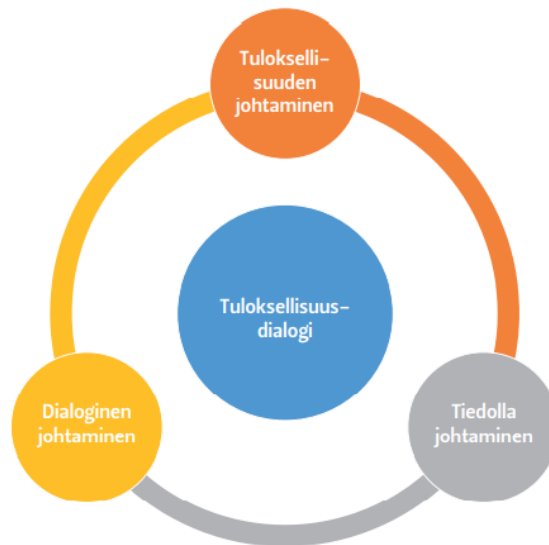 Tulokselli–
suuden
johtaminen
Tuloksellisuus–
dialogi
Dialoginen
johtaminen
Tiedolla
johtaminen